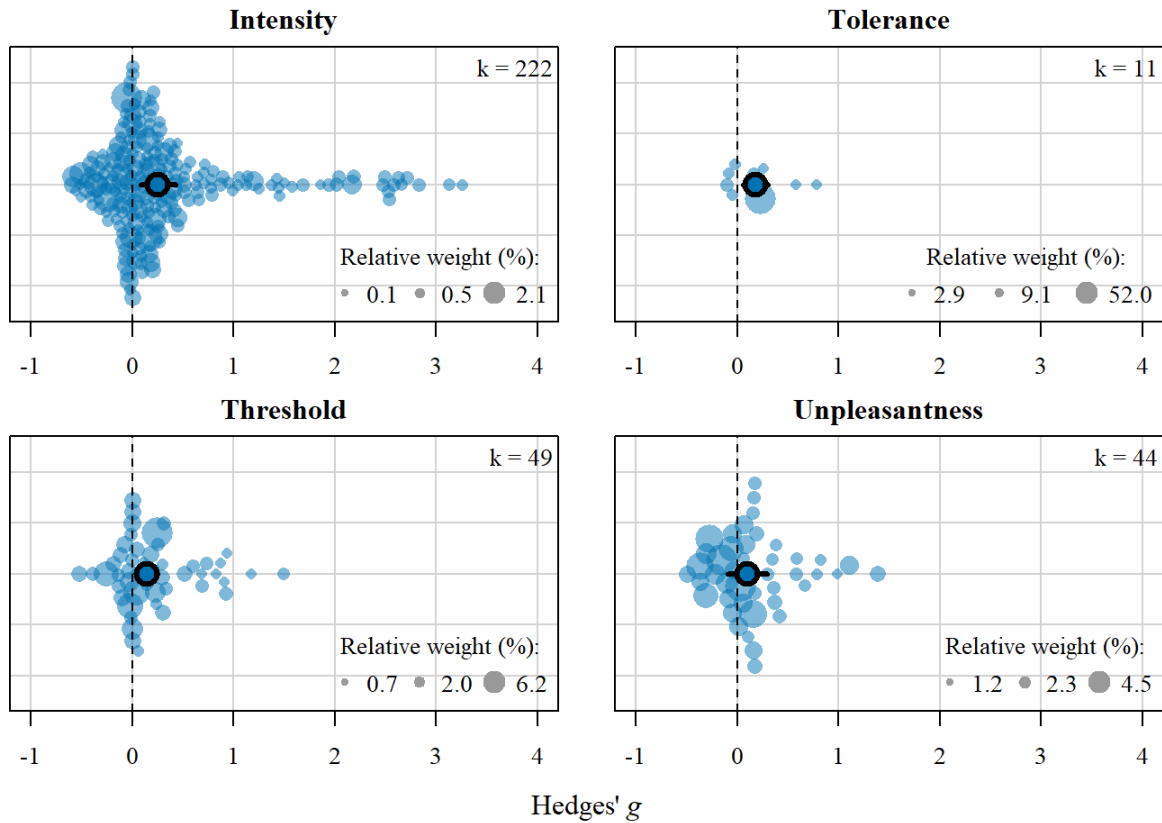 Intensity
k = 222
Relative weight (%):
0.1 0.5 2.1
-1 0 1 2 3 4
Tolerance
k = 11
Relative weight (%):
2.9 9.1 52.0
-1 0 1 2 3 4
Threshold
k = 49
Relative weight (%):
0.7 2.0 6.2
-1 0 1 2 3 4
Unpleasantness
k = 44
Relative weight (%):
1.2 2.3 4.5
-1 0 1 2 3 4
Hedges' g